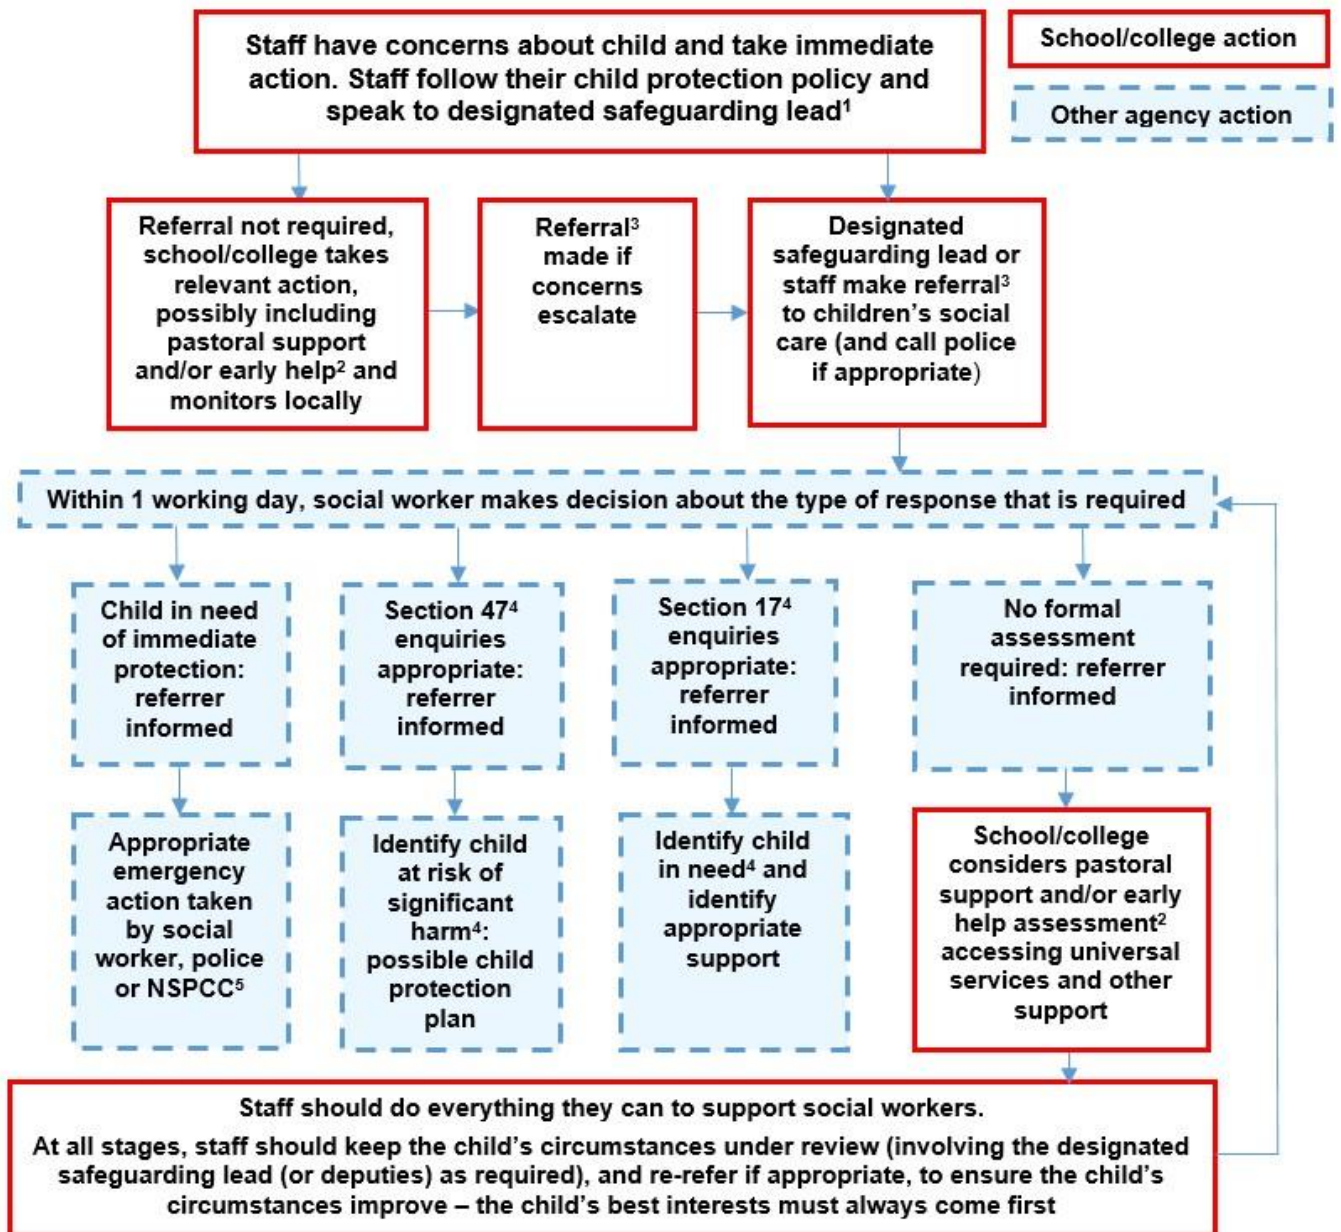 Staff have concerns about child and take immediate
action. Staff follow their child protection policy and
speak to designated safeguarding lead¹
School/college action
Other agency action
Referral not required,
school/college takes
relevant action,
possibly including
pastoral support
and/or early help² and
monitors locally
Referral³
made if
concerns
escalate
Designated
safeguarding lead or
staff make referral³
to children’s social
care (and call police
if appropriate)
Within 1 working day, social worker makes decision about the type of response that is required
Child in need
of immediate
protection:
referrer
informed
Section 47⁴
enquiries
appropriate:
referrer
informed
Section 17⁴
enquiries
appropriate:
referrer
informed
No formal
assessment
required: referrer
informed
Appropriate
emergency
action taken
by social
worker, police
or NSPCC⁵
Identify child
at risk of
significant
harm⁴:
possible child
protection
plan
Identify child
in need⁴ and
identify
appropriate
support
School/college
considers pastoral
support and/or early
help assessment²
accessing universal
services and other
support
Staff should do everything they can to support social workers.
At all stages, staff should keep the child’s circumstances under review (involving the designated
safeguarding lead (or deputies) as required), and re-refer if appropriate, to ensure the child’s
circumstances improve – the child’s best interests must always come first